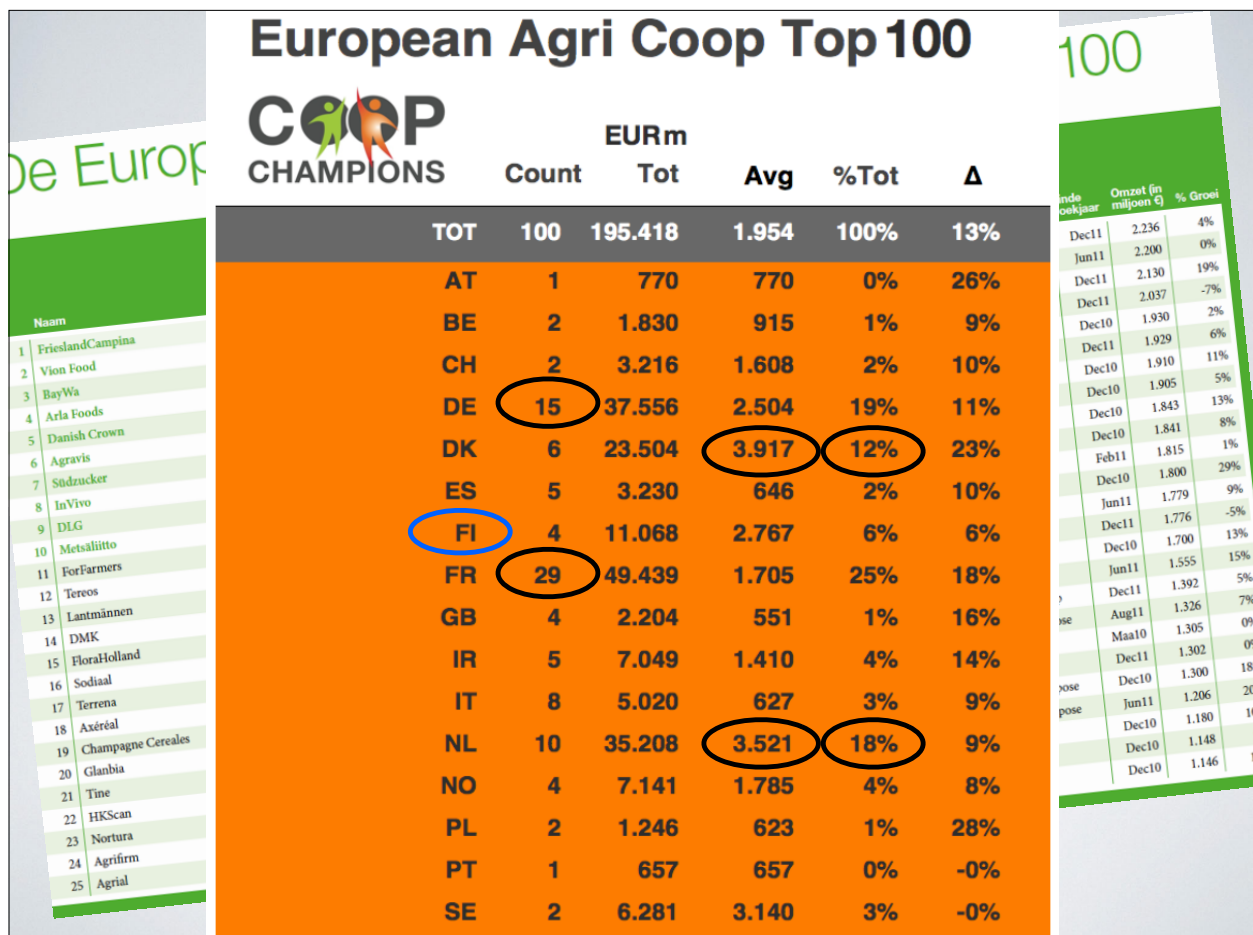 European Agri Coop Top 100
COOP
CHAMPIONS
EURm
Count Tot Avg %Tot Δ
TOT 100 195.418 1.954 100% 13%
AT 1 770 770 0% 26%
BE 2 1.830 915 1% 9%
CH 2 3.216 1.608 2% 10%
DE 15 37.556 2.504 19% 11%
DK 6 23.504 3.917 12% 23%
ES 5 3.230 646 2% 10%
FI 4 11.068 2.767 6% 6%
FR 29 49.439 1.705 25% 18%
GB 4 2.204 551 1% 16%
IR 5 7.049 1.410 4% 14%
IT 8 5.020 627 3% 9%
NL 10 35.208 3.521 18% 9%
NO 4 7.141 1.785 4% 8%
PL 2 1.246 623 1% 28%
PT 1 657 657 0% -0%
SE 2 6.281 3.140 3% -0%
De Europ
Naam
1 FrieslandCampina
2 Vion Food
3 BayWa
4 Arla Foods
5 Danish Crown
6 Agravis
7 Südzucker
8 InVivo
9 DLG
10 Metsäliitto
11 ForFarmers
12 Tereos
13 Lantmännen
14 DMK
15 FloraHolland
16 Sodiaal
17 Terrena
18 Axéréal
19 Champagne Cereales
20 Glanbia
21 Tine
22 HKScan
23 Nortura
24 Agrifirm
25 Agrial
100
inde Omzet (in
oekjaar miljoen €) % Groei
Dec11 2.236 4%
Jun11 2.200 0%
Dec11 2.130 19%
Dec11 2.037 -7%
Dec10 1.930 2%
Dec11 1.929 6%
Dec10 1.910 11%
Dec10 1.905 5%
Dec10 1.843 13%
Dec10 1.841 8%
Feb11 1.815 1%
Dec10 1.800 29%
Jun11 1.779 9%
Dec11 1.776 -5%
Dec10 1.700 13%
Jun11 1.555 15%
Dec11 1.392 5%
Aug11 1.326 7%
Maa10 1.305 0%
Dec11 1.302
pose Dec10 1.300 18
pose Jun11 1.206 20
Dec10 1.180
Dec10 1.148
Dec10 1.146